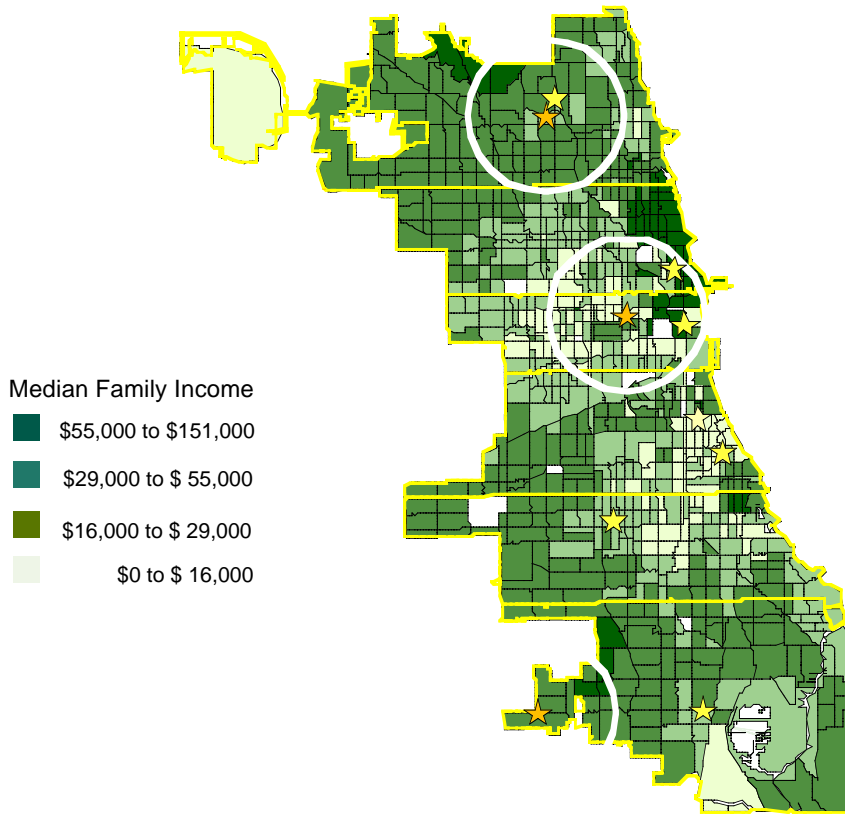 Median Family Income
$55,000 to $151,000
$29,000 to $ 55,000
$16,000 to $ 29,000
$0 to $ 16,000